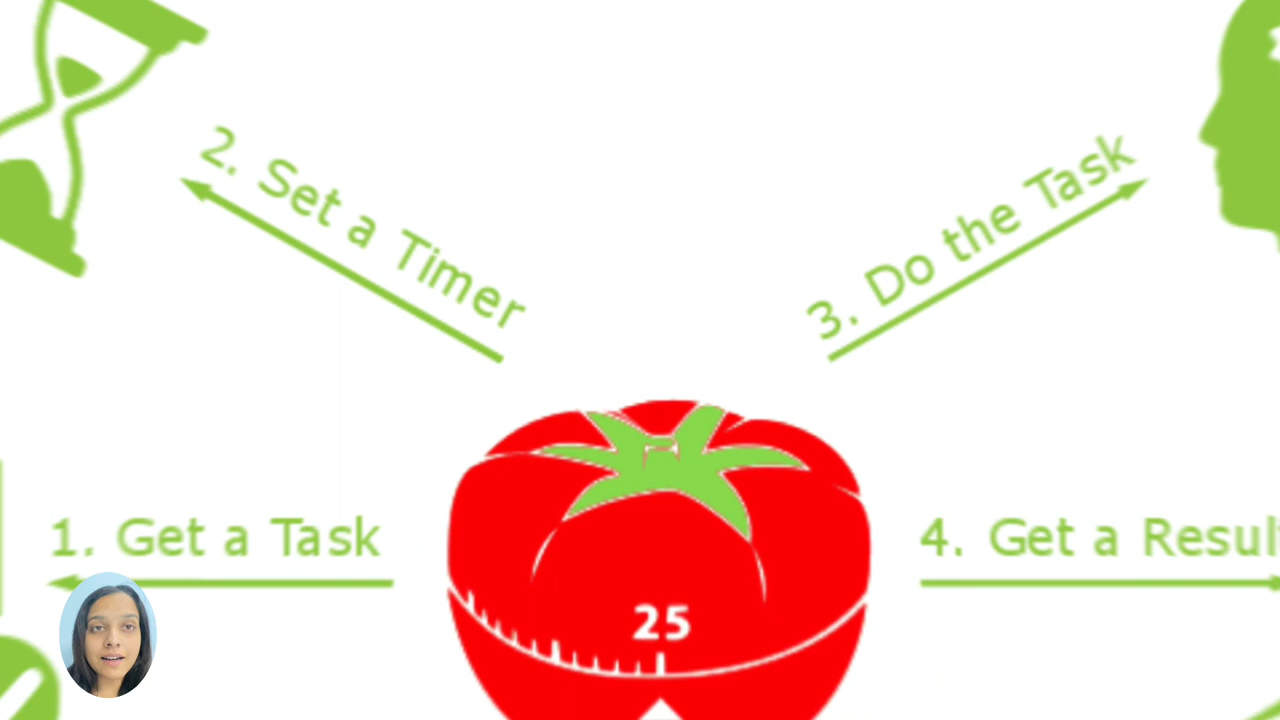 2. Set a Timer
3. Do the Task
1. Get a Task
4. Get a Resul
25